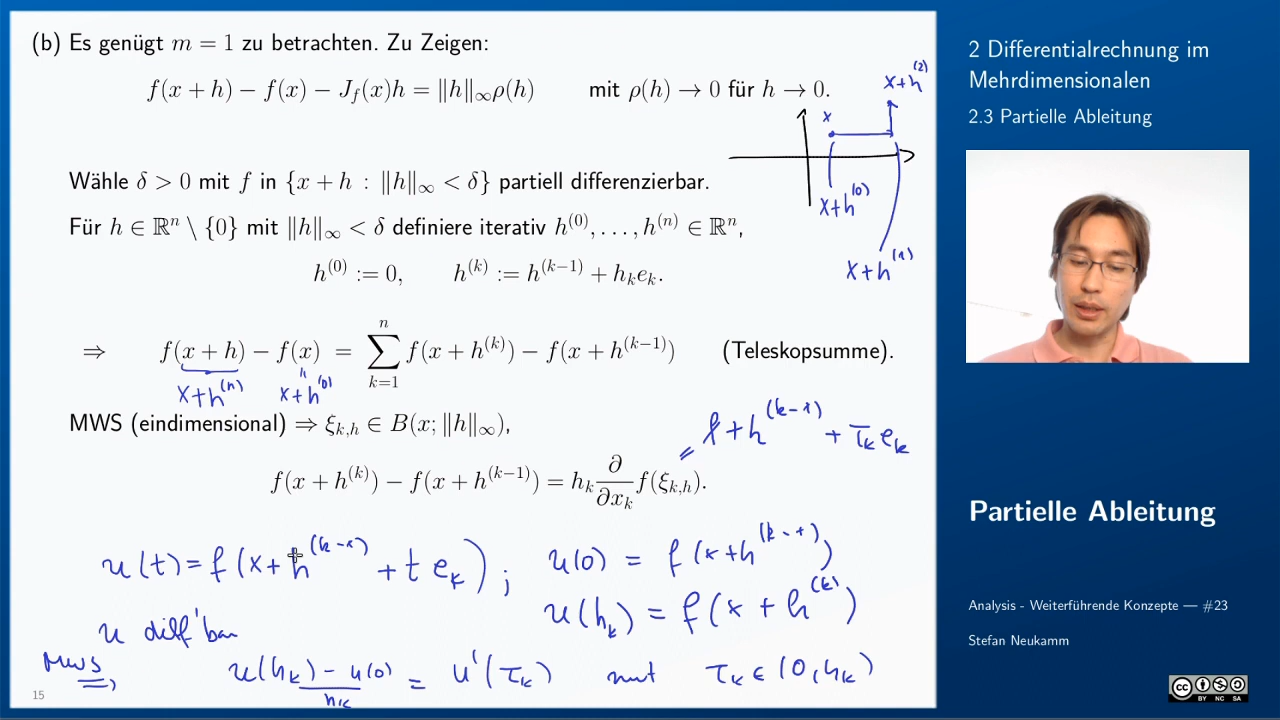 (b) Es genügt m = 1 zu betrachten. Zu Zeigen:
f(x + h) − f(x) − J_f(x)h = ‖h‖_∞ρ(h) mit ρ(h) → 0 für h → 0.
x+h^(2)
x
x+h^(0)
x+h^(1)
Wähle δ > 0 mit f in {x + h : ‖h‖_∞ < δ} partiell differenzierbar.
Für h ∈ ℝ^n \ {0} mit ‖h‖_∞ < δ definiere iterativ h^(0), . . . , h^(n) ∈ ℝ^n,
h^(0) := 0, h^(k) := h^(k−1) + h_k e_k.
⇒ f(x + h) − f(x) = ∑_{k=1}^{n} f(x + h^(k)) − f(x + h^(k−1)) (Teleskopsumme).
x+h^(n) x+h^(0)
MWS (eindimensional) ⇒ ξ_{k,h} ∈ B(x; ‖h‖_∞),
= f+h^(k-1) + τ_k e_k
f(x + h^(k)) − f(x + h^(k−1)) = h_k ∂/∂x_k f(ξ_{k,h}).
u(t) = f(x+h^(k-1) + t e_k) ; u(0) = f(x+h^(k-1))
u(h_k) = f(x + h^(k))
u diff'bar
MWS ⇒ (u(h_k) − u(0))/h_k = u'(τ_k) mit τ_k ∈ (0, h_k)
15
2 Differentialrechnung im
Mehrdimensionalen
2.3 Partielle Ableitung
Partielle Ableitung
Analysis - Weiterführende Konzepte — #23
Stefan Neukamm
cc
BY NC SA